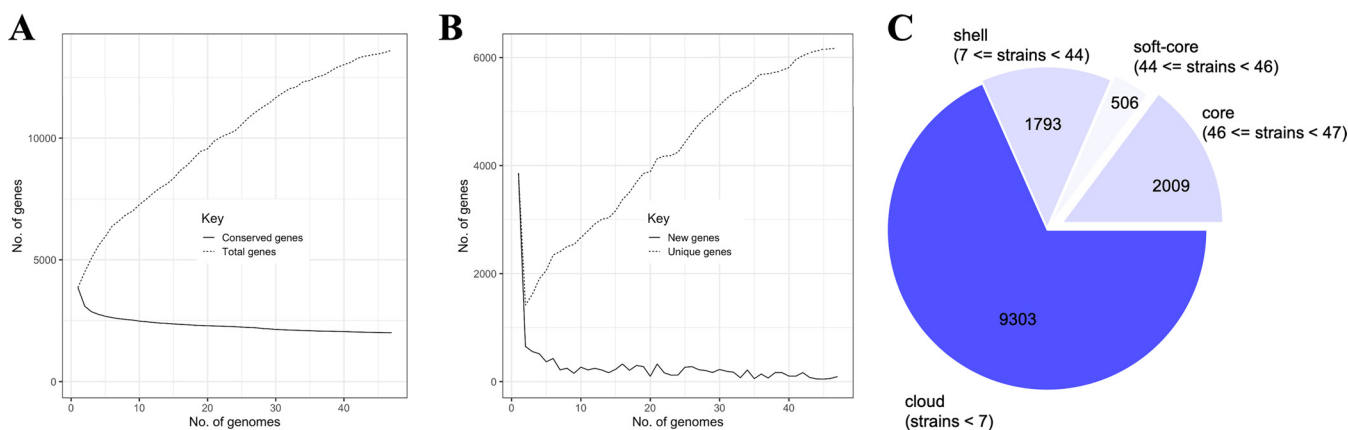 A
No. of genes
10000
5000
0
Key
Conserved genes
Total genes
0
10
20
30
40
No. of genomes
B
No. of genes
6000
4000
2000
0
Key
New genes
Unique genes
0
10
20
30
40
No. of genomes
C
shell
(7 <= strains < 44)
soft-core
(44 <= strains < 46)
core
(46 <= strains < 47)
1793
506
2009
9303
cloud
(strains < 7)